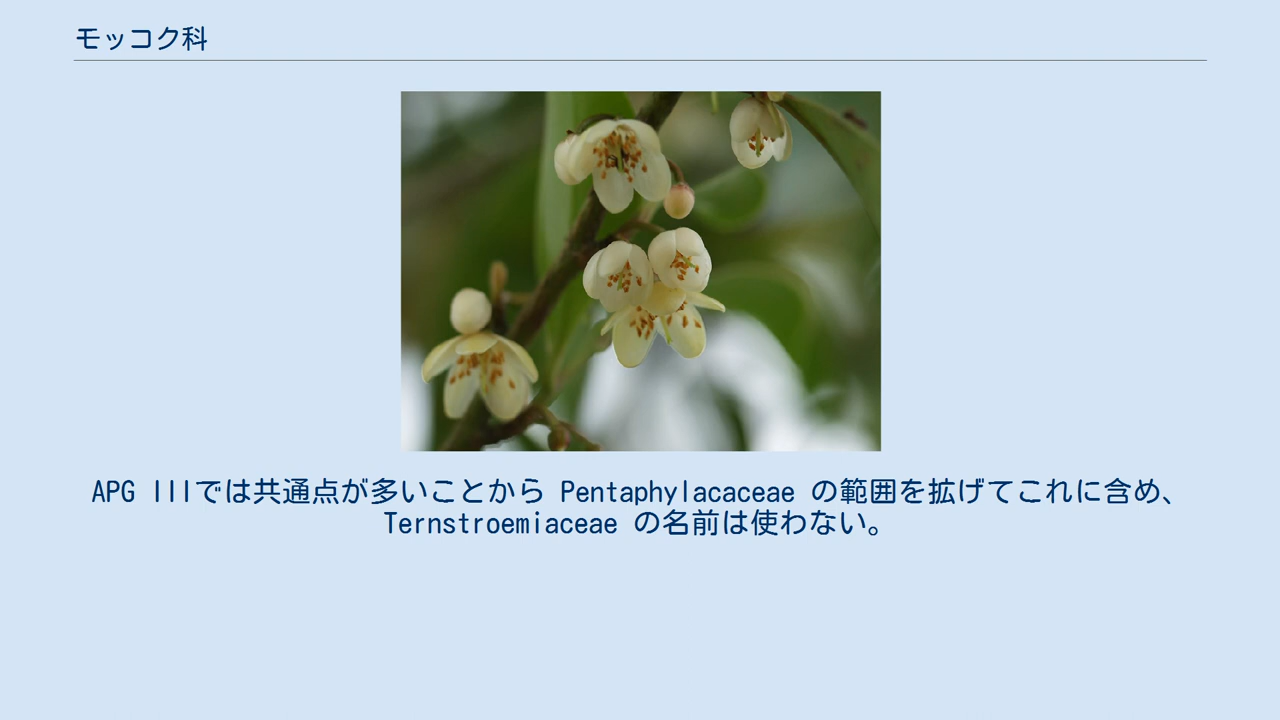 モッコク科
APG IIIでは共通点が多いことから Pentaphylacaceae の範囲を拡げてこれに含め、
Ternstroemiaceae の名前は使わない。